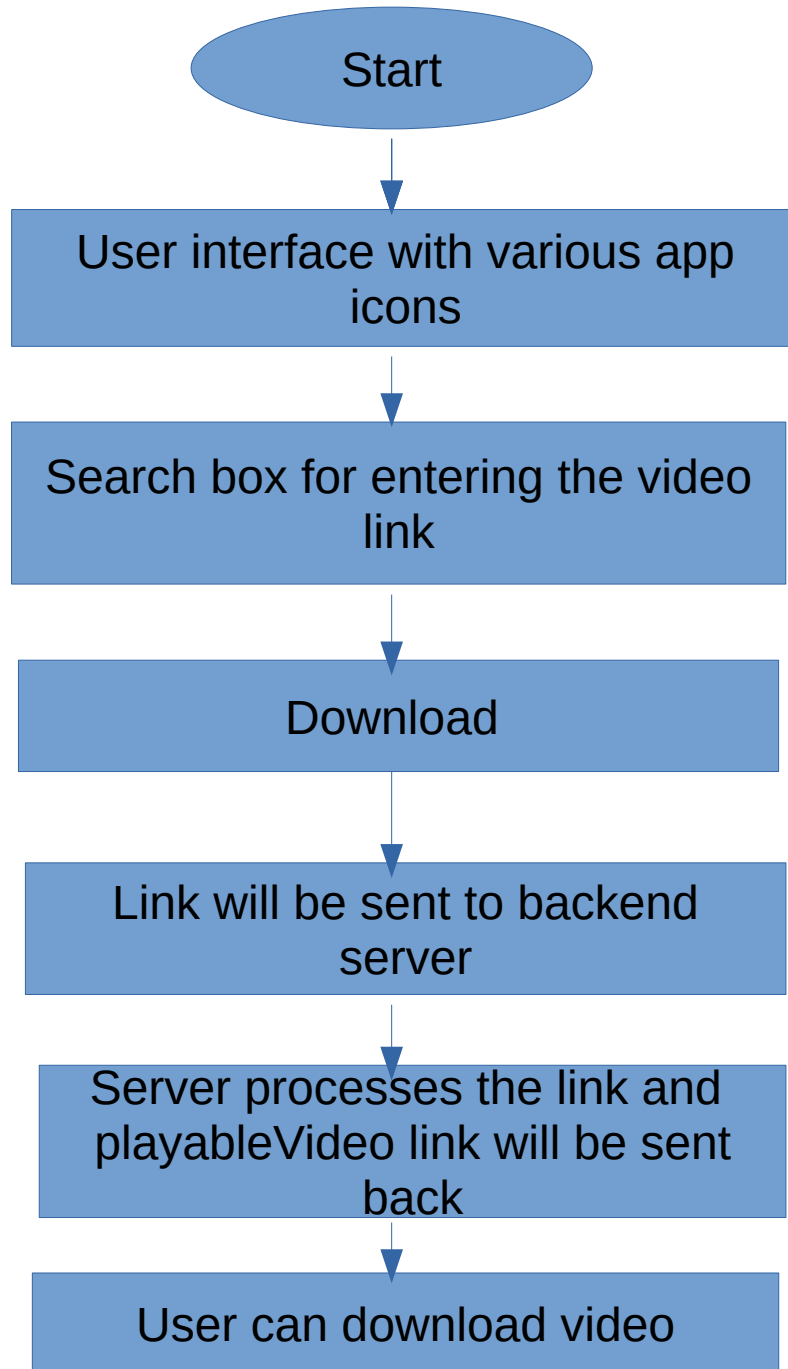 Start
User interface with various app
icons
Search box for entering the video
link
Download
Link will be sent to backend
server
Server processes the link and
playableVideo link will be sent
back
User can download video